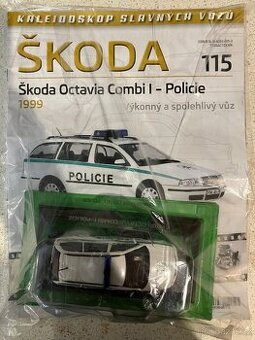 KALEIDOSKOP SLAVNÝCH VOZŮ
ŠKODA
115
Škoda Octavia Combi I – Policie
1999
Výkonný a spolehlivý vůz
POLICIE